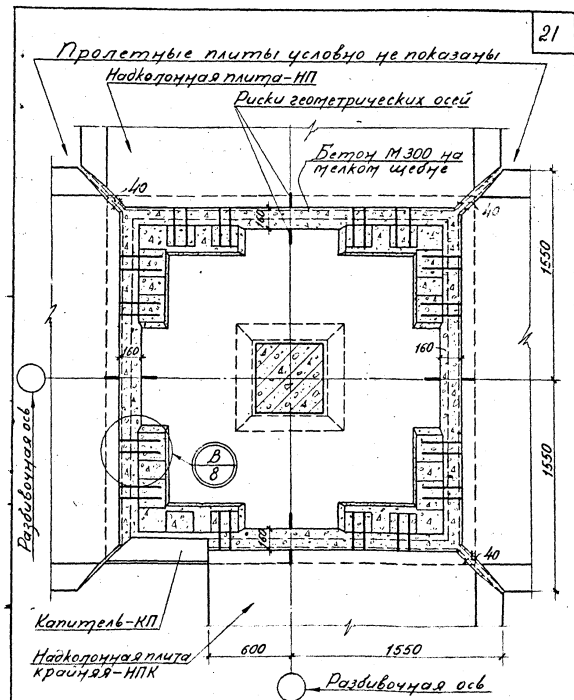 21
Пролетные плиты условно не показаны
Надколонная плита-НП
Риски геометрических осей
Бетон М300 на
мелком щебне
40
40
160
1550
160
160
Разбивочная ось
В
8
1550
160
40
Капитель-КП
Надколонная плита
крайняя-НПК
600
1550
Разбивочная ось